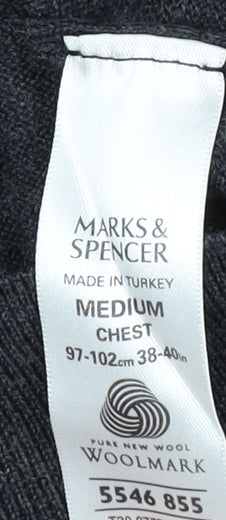 MARKS &
SPENCER
MADE IN TURKEY
MEDIUM
CHEST
97-102cm 38-40in
PURE NEW WOOL
WOOLMARK
5546 855